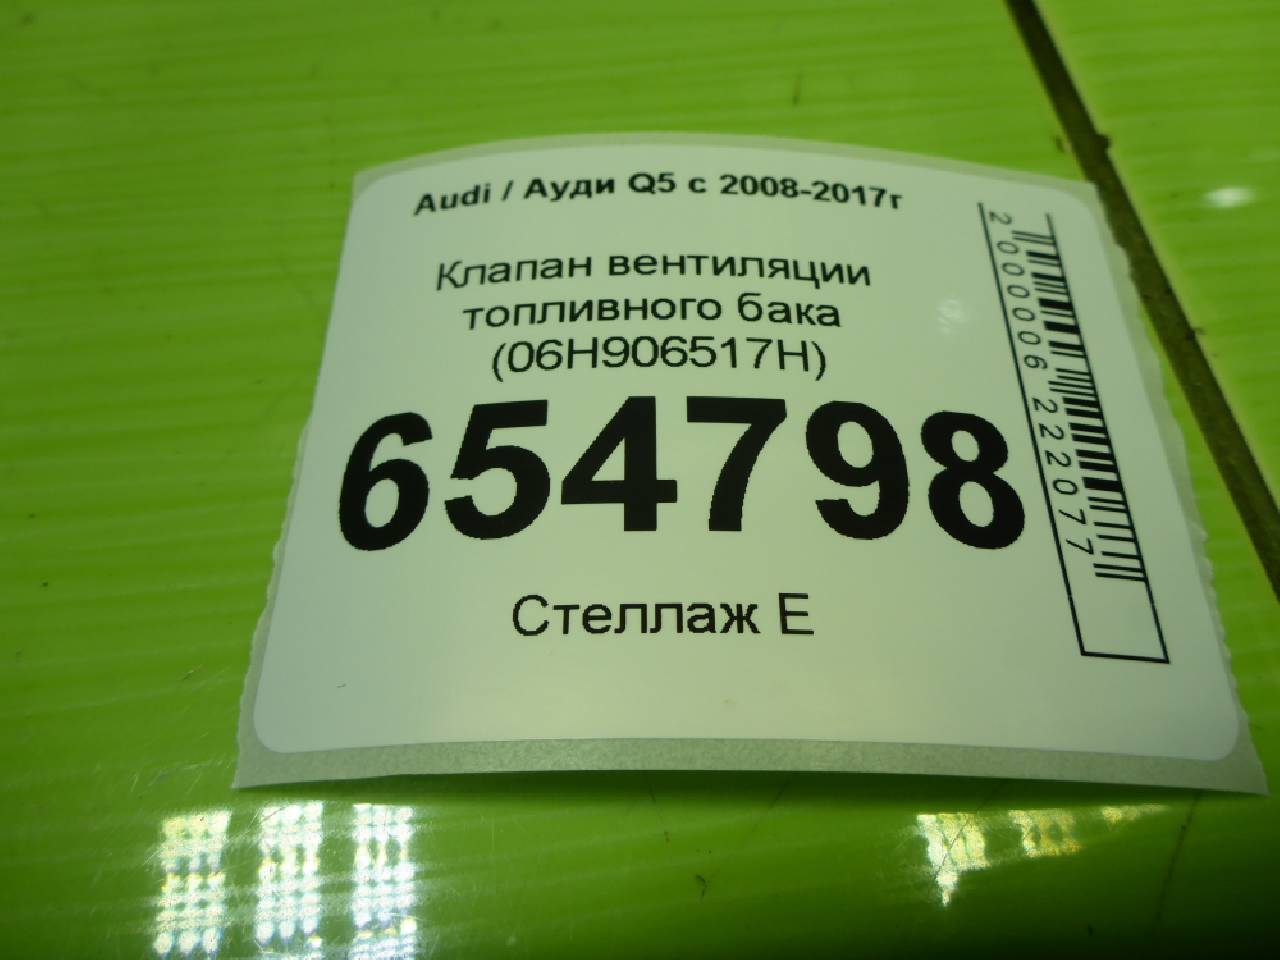 Audi / Ауди Q5 с 2008-2017г
Клапан вентиляции
топливного бака
(06H906517H)
654798
Стеллаж Е
2000006222077